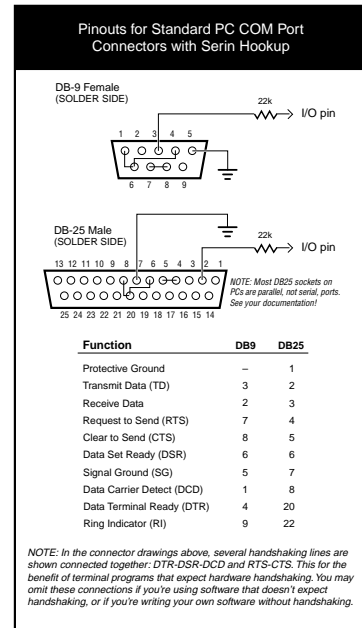 Pinouts for Standard PC COM Port
Connectors with Serin Hookup
DB-9 Female
(SOLDER SIDE)
22k
I/O pin
1 2 3 4 5
6 7 8 9
DB-25 Male
(SOLDER SIDE)
22k
I/O pin
13 12 11 10 9 8 7 6 5 4 3 2 1
25 24 23 22 21 20 19 18 17 16 15 14
NOTE: Most DB25 sockets on
PCs are parallel, not serial, ports.
See your documentation!
Function DB9 DB25
Protective Ground – 1
Transmit Data (TD) 3 2
Receive Data 2 3
Request to Send (RTS) 7 4
Clear to Send (CTS) 8 5
Data Set Ready (DSR) 6 6
Signal Ground (SG) 5 7
Data Carrier Detect (DCD) 1 8
Data Terminal Ready (DTR) 4 20
Ring Indicator (RI) 9 22
NOTE: In the connector drawings above, several handshaking lines are
shown connected together: DTR-DSR-DCD and RTS-CTS. This for the
benefit of terminal programs that expect hardware handshaking. You may
omit these connections if you're using software that doesn't expect
handshaking, or if you're writing your own software without handshaking.